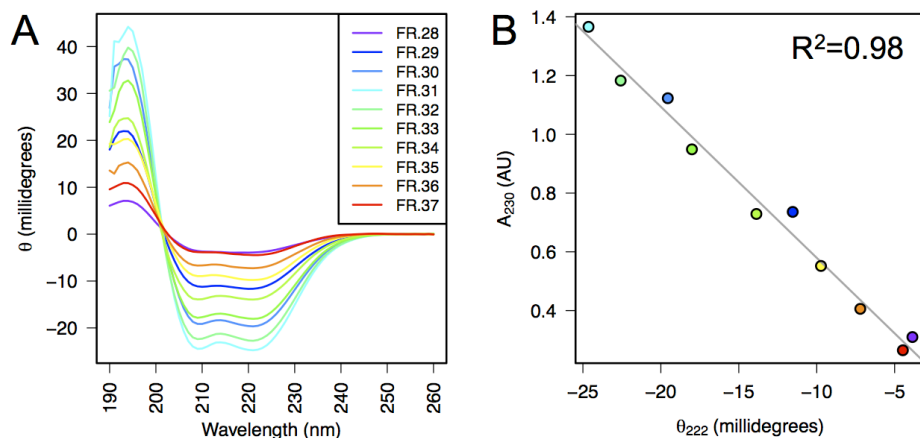 A
θ (millidegrees)
40
30
20
10
0
−10
−20
190
200
210
220
230
240
250
260
Wavelength (nm)
FR.28
FR.29
FR.30
FR.31
FR.32
FR.33
FR.34
FR.35
FR.36
FR.37
B
R²=0.98
A₂₃₀ (AU)
1.4
1.2
1.0
0.8
0.6
0.4
−25
−20
−15
−10
−5
θ₂₂₂ (millidegrees)